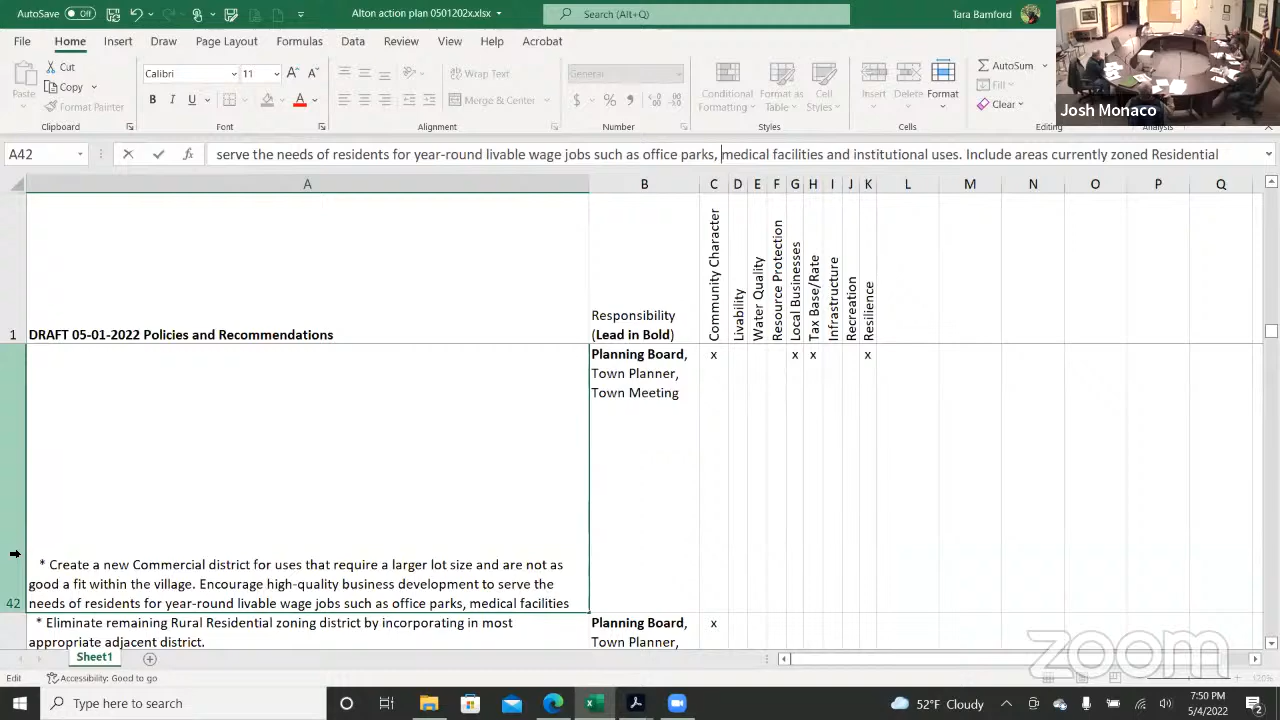 AutoSave Off
Alton action plan 0501202x.xlsx
Search (Alt+Q)
Tara Bamford
File Home Insert Draw Page Layout Formulas Data Review View Help Acrobat
Paste
Cut
Copy
Format Painter
Calibri 11
B I U
Wrap Text
Merge & Center
General
$ % 9
Conditional Formatting
Format as Table
Cell Styles
Insert Delete Format
AutoSum
Fill
Clear
Clipboard Font Alignment Number Styles Cells Editing Analysis
Josh Monaco
A42
fx
serve the needs of residents for year-round livable wage jobs such as office parks, medical facilities and institutional uses. Include areas currently zoned Residential
A B C D E F G H I J K L M N O P Q
1
DRAFT 05-01-2022 Policies and Recommendations
Responsibility
(Lead in Bold)
Community Character
Livability
Water Quality
Resource Protection
Local Businesses
Tax Base/Rate
Infrastructure
Recreation
Resilience
42
* Create a new Commercial district for uses that require a larger lot size and are not as
good a fit within the village. Encourage high-quality business development to serve the
needs of residents for year-round livable wage jobs such as office parks, medical facilities
Planning Board,
Town Planner,
Town Meeting
x x x x
* Eliminate remaining Rural Residential zoning district by incorporating in most
appropriate adjacent district.
Planning Board,
Town Planner,
x
zoom
Sheet1
Edit
Accessibility: Good to go
Type here to search
52°F Cloudy
7:50 PM
5/4/2022
2